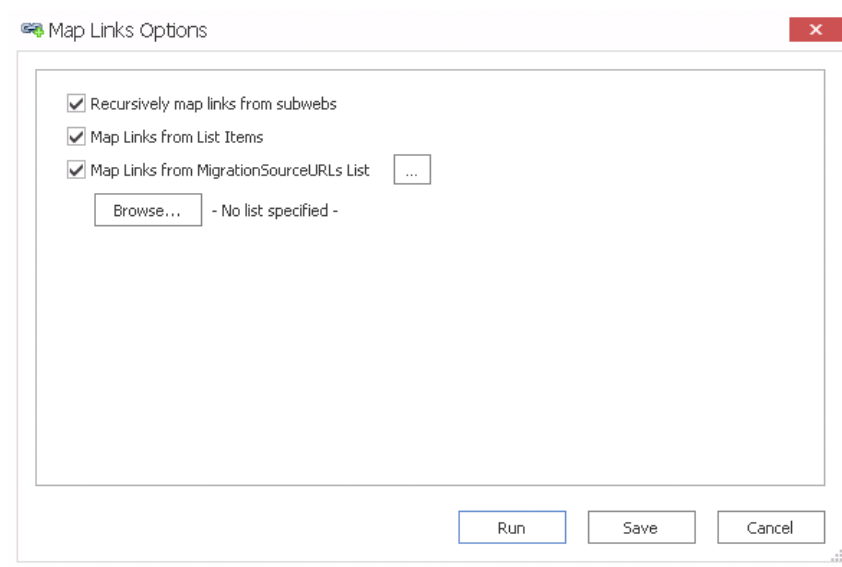 Map Links Options
Recursively map links from subwebs
Map Links from List Items
Map Links from MigrationSourceURLs List ...
Browse... - No list specified -
Run Save Cancel